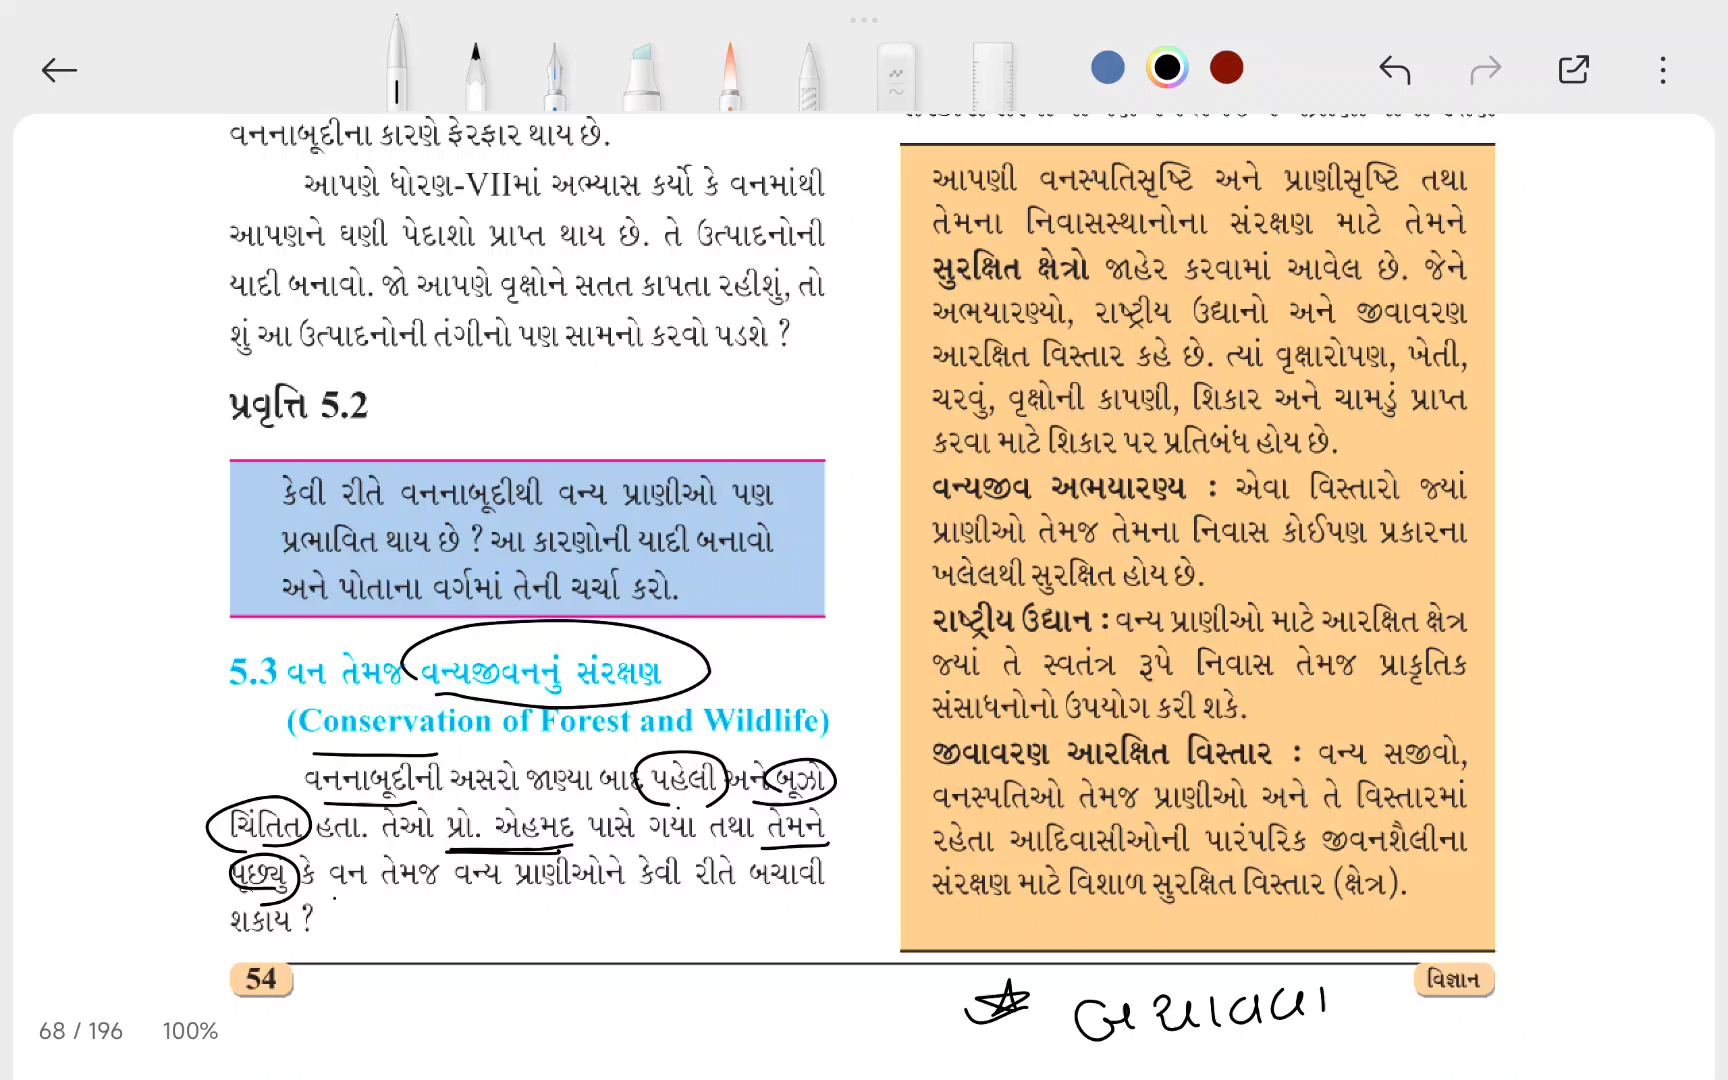 વનનાબૂદીના કારણે ફેરફાર થાય છે.
આપણે ધોરણ-VIIમાં અભ્યાસ કર્યો કે વનમાંથી
આપણને ઘણી પેદાશો પ્રાપ્ત થાય છે. તે ઉત્પાદનોની
યાદી બનાવો. જો આપણે વૃક્ષોને સતત કાપતા રહીશું, તો
શું આ ઉત્પાદનોની તંગીનો પણ સામનો કરવો પડશે ?
પ્રવૃત્તિ 5.2
કેવી રીતે વનનાબૂદીથી વન્ય પ્રાણીઓ પણ
પ્રભાવિત થાય છે ? આ કારણોની યાદી બનાવો
અને પોતાના વર્ગમાં તેની ચર્ચા કરો.
5.3 વન તેમજ વન્યજીવનનું સંરક્ષણ
(Conservation of Forest and Wildlife)
વનનાબૂદીની અસરો જાણ્યા બાદ પહેલી અને બૂઝો
ચિંતિત હતા. તેઓ પ્રો. એહમદ પાસે ગયાં તથા તેમને
પૂછ્યુ કે વન તેમજ વન્ય પ્રાણીઓને કેવી રીતે બચાવી
શકાય ?
આપણી વનસ્પતિસૃષ્ટિ અને પ્રાણીસૃષ્ટિ તથા
તેમના નિવાસસ્થાનોના સંરક્ષણ માટે તેમને
સુરક્ષિત ક્ષેત્રો જાહેર કરવામાં આવેલ છે. જેને
અભયારણ્યો, રાષ્ટ્રીય ઉદ્યાનો અને જીવાવરણ
આરક્ષિત વિસ્તાર કહે છે. ત્યાં વૃક્ષારોપણ, ખેતી,
ચરવું, વૃક્ષોની કાપણી, શિકાર અને ચામડું પ્રાપ્ત
કરવા માટે શિકાર પર પ્રતિબંધ હોય છે.
વન્યજીવ અભયારણ્ય : એવા વિસ્તારો જ્યાં
પ્રાણીઓ તેમજ તેમના નિવાસ કોઈપણ પ્રકારના
ખલેલથી સુરક્ષિત હોય છે.
રાષ્ટ્રીય ઉદ્યાન : વન્ય પ્રાણીઓ માટે આરક્ષિત ક્ષેત્ર
જ્યાં તે સ્વતંત્ર રૂપે નિવાસ તેમજ પ્રાકૃતિક
સંસાધનોનો ઉપયોગ કરી શકે.
જીવાવરણ આરક્ષિત વિસ્તાર : વન્ય સજીવો,
વનસ્પતિઓ તેમજ પ્રાણીઓ અને તે વિસ્તારમાં
રહેતા આદિવાસીઓની પારંપરિક જીવનશૈલીના
સંરક્ષણ માટે વિશાળ સુરક્ષિત વિસ્તાર (ક્ષેત્ર).
54
વિજ્ઞાન
બચાવવા
68 / 196 100%